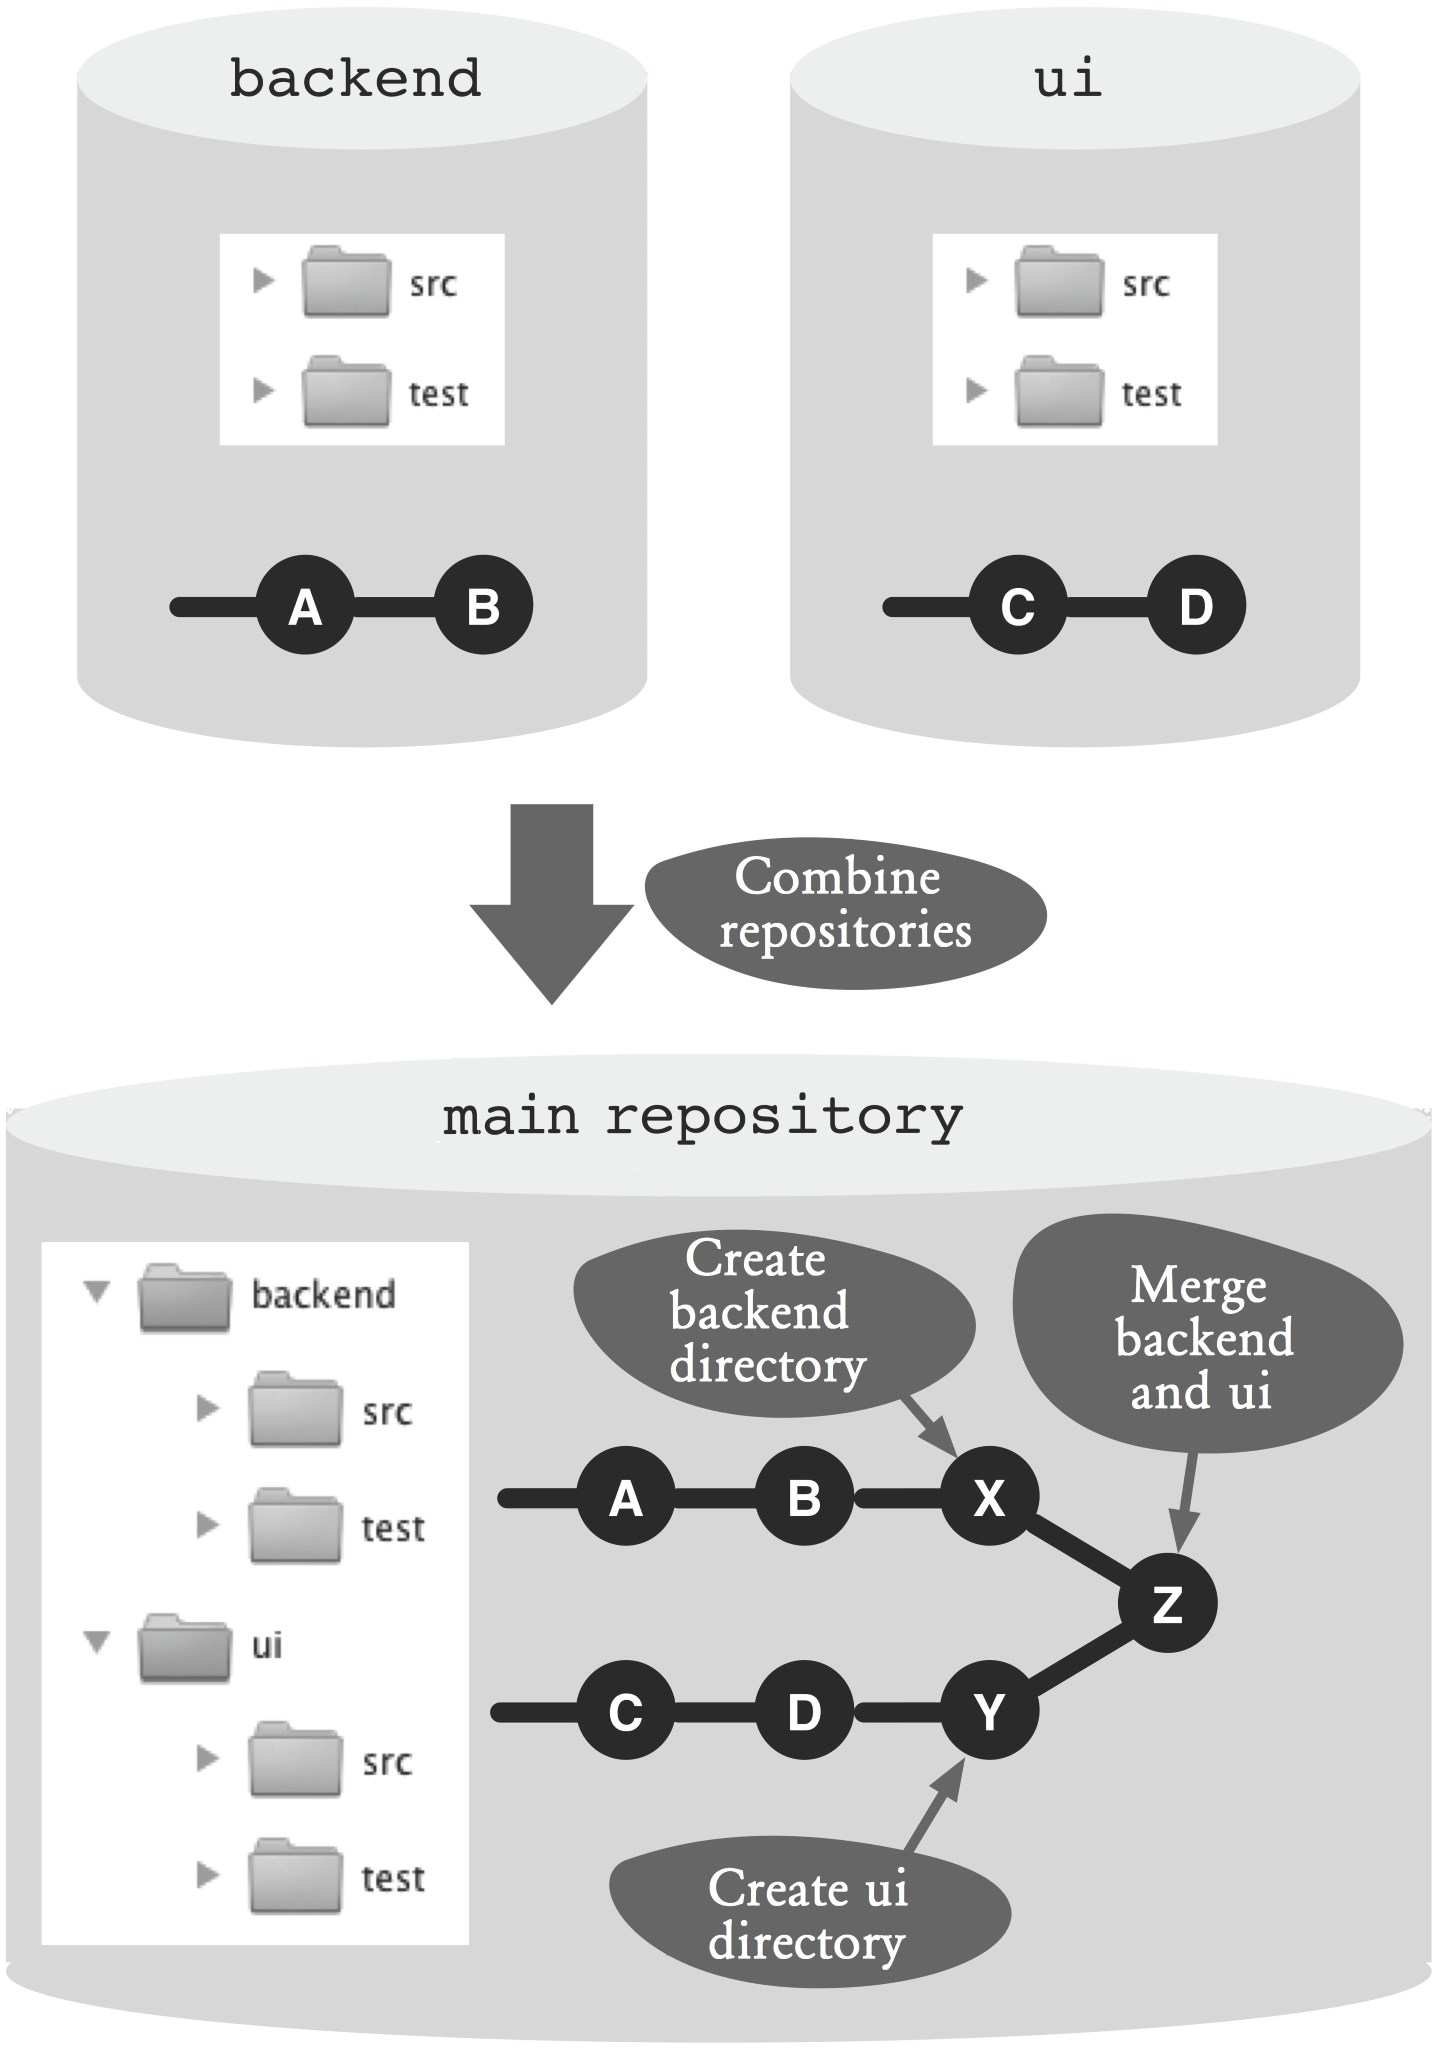 backend
src
test
A
B
ui
src
test
C
D
Combine
repositories
main repository
backend
src
test
ui
src
test
Create
backend
directory
Merge
backend
and ui
A
B
X
Z
C
D
Y
Create ui
directory